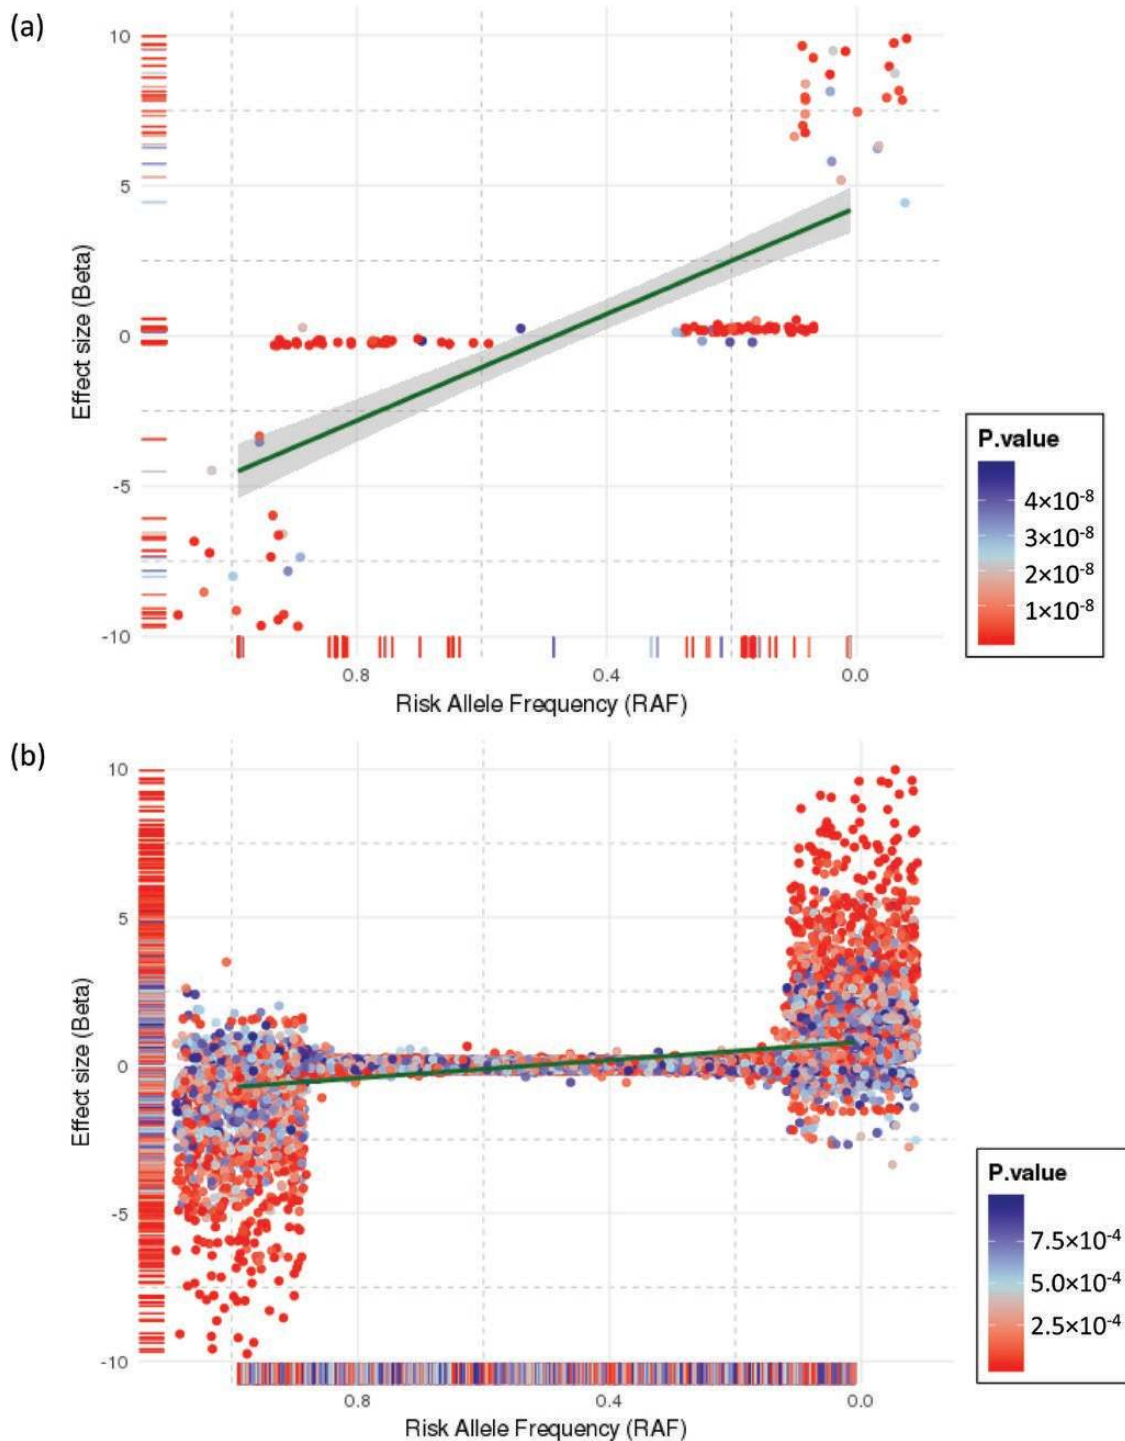 (a)
10
5
0
-5
-10
Effect size (Beta)
0.8
0.4
0.0
Risk Allele Frequency (RAF)
P.value
4×10-8
3×10-8
2×10-8
1×10-8
(b)
10
5
0
-5
-10
Effect size (Beta)
0.8
0.4
0.0
Risk Allele Frequency (RAF)
P.value
7.5×10-4
5.0×10-4
2.5×10-4